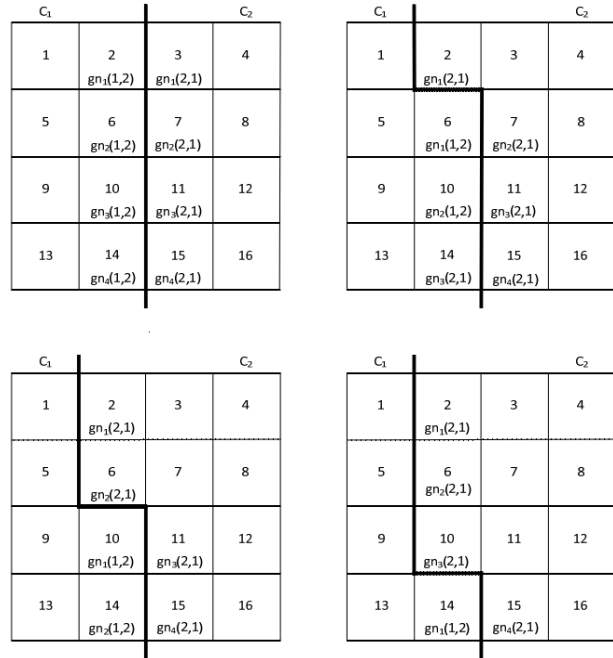 C₁ C₂ C₁ C₂
1 2 3 4 1 2 3 4
gn₁(1,2) gn₁(2,1) gn₁(2,1)
5 6 7 8 5 6 7 8
gn₂(1,2) gn₂(2,1) gn₁(1,2) gn₂(2,1)
9 10 11 12 9 10 11 12
gn₃(1,2) gn₃(2,1) gn₂(1,2) gn₃(2,1)
13 14 15 16 13 14 15 16
gn₄(1,2) gn₄(2,1) gn₃(2,1) gn₄(2,1)
C₁ C₂ C₁ C₂
1 2 3 4 1 2 3 4
gn₁(2,1) gn₁(2,1)
5 6 7 8 5 6 7 8
gn₂(2,1) gn₂(2,1)
9 10 11 12 9 10 11 12
gn₁(1,2) gn₃(2,1) gn₃(2,1)
13 14 15 16 13 14 15 16
gn₂(1,2) gn₄(2,1) gn₁(1,2) gn₄(2,1)